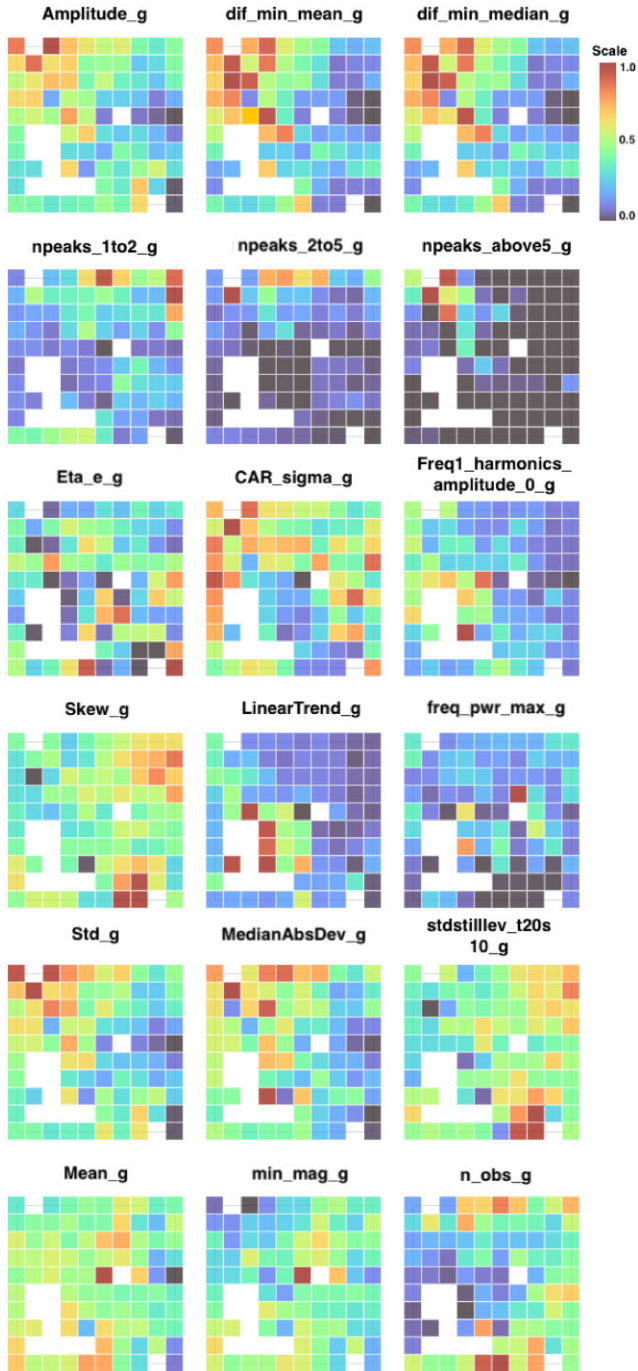 Amplitude_g
dif_min_mean_g
dif_min_median_g
Scale
1.0
0.5
0.0
npeaks_1to2_g
npeaks_2to5_g
npeaks_above5_g
Eta_e_g
CAR_sigma_g
Freq1_harmonics_
amplitude_0_g
Skew_g
LinearTrend_g
freq_pwr_max_g
Std_g
MedianAbsDev_g
stdstilllev_t20s
10_g
Mean_g
min_mag_g
n_obs_g